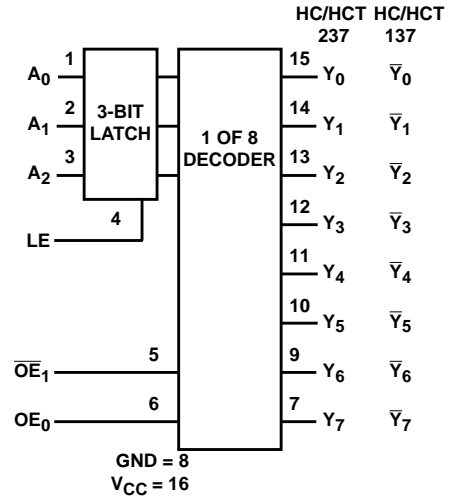 HC/HCT HC/HCT
237 137
1 15
A₀ Y₀ Y̅₀
3-BIT
LATCH
2 14
A₁ Y₁ Y̅₁
1 OF 8
DECODER
3 13
A₂ Y₂ Y̅₂
4 12
Y₃ Y̅₃
LE
11
Y₄ Y̅₄
10
Y₅ Y̅₅
5 9
O̅E̅₁ Y₆ Y̅₆
6 7
OE₀ Y₇ Y̅₇
GND = 8
V_CC = 16